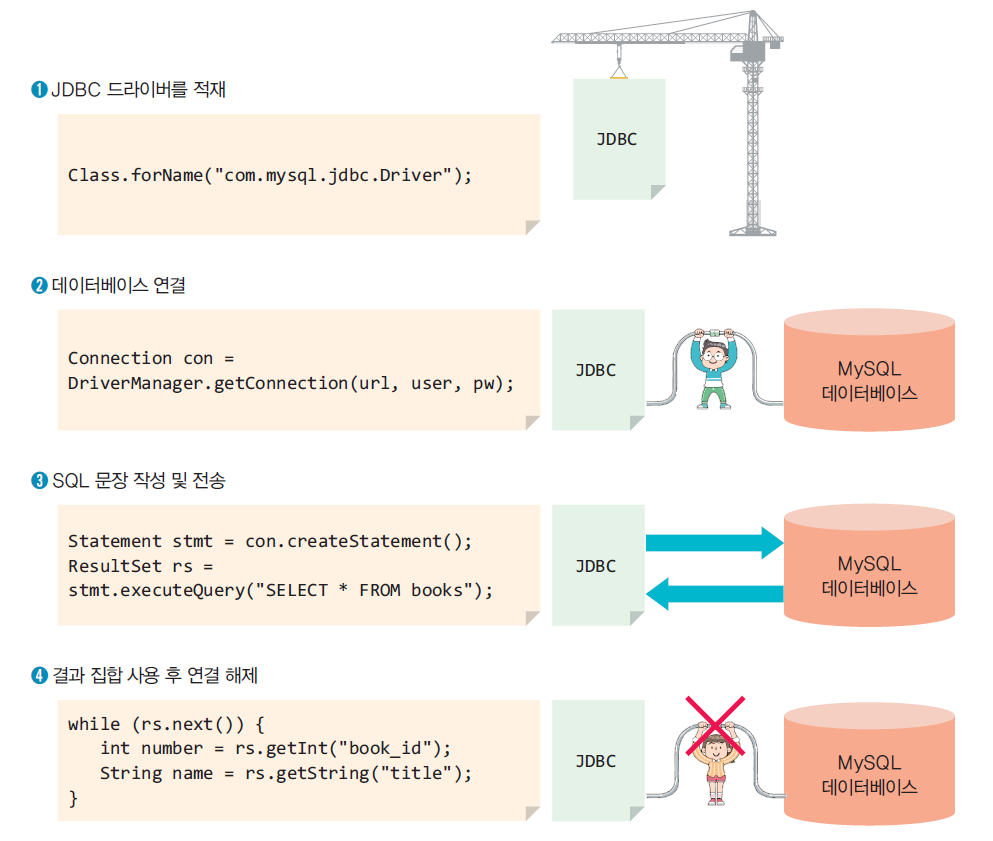 ❶ JDBC 드라이버를 적재
Class.forName("com.mysql.jdbc.Driver");
JDBC
❷ 데이터베이스 연결
Connection con =
DriverManager.getConnection(url, user, pw);
JDBC
MySQL
데이터베이스
❸ SQL 문장 작성 및 전송
Statement stmt = con.createStatement();
ResultSet rs =
stmt.executeQuery("SELECT * FROM books");
JDBC
MySQL
데이터베이스
❹ 결과 집합 사용 후 연결 해제
while (rs.next()) {
   int number = rs.getInt("book_id");
   String name = rs.getString("title");
}
JDBC
MySQL
데이터베이스